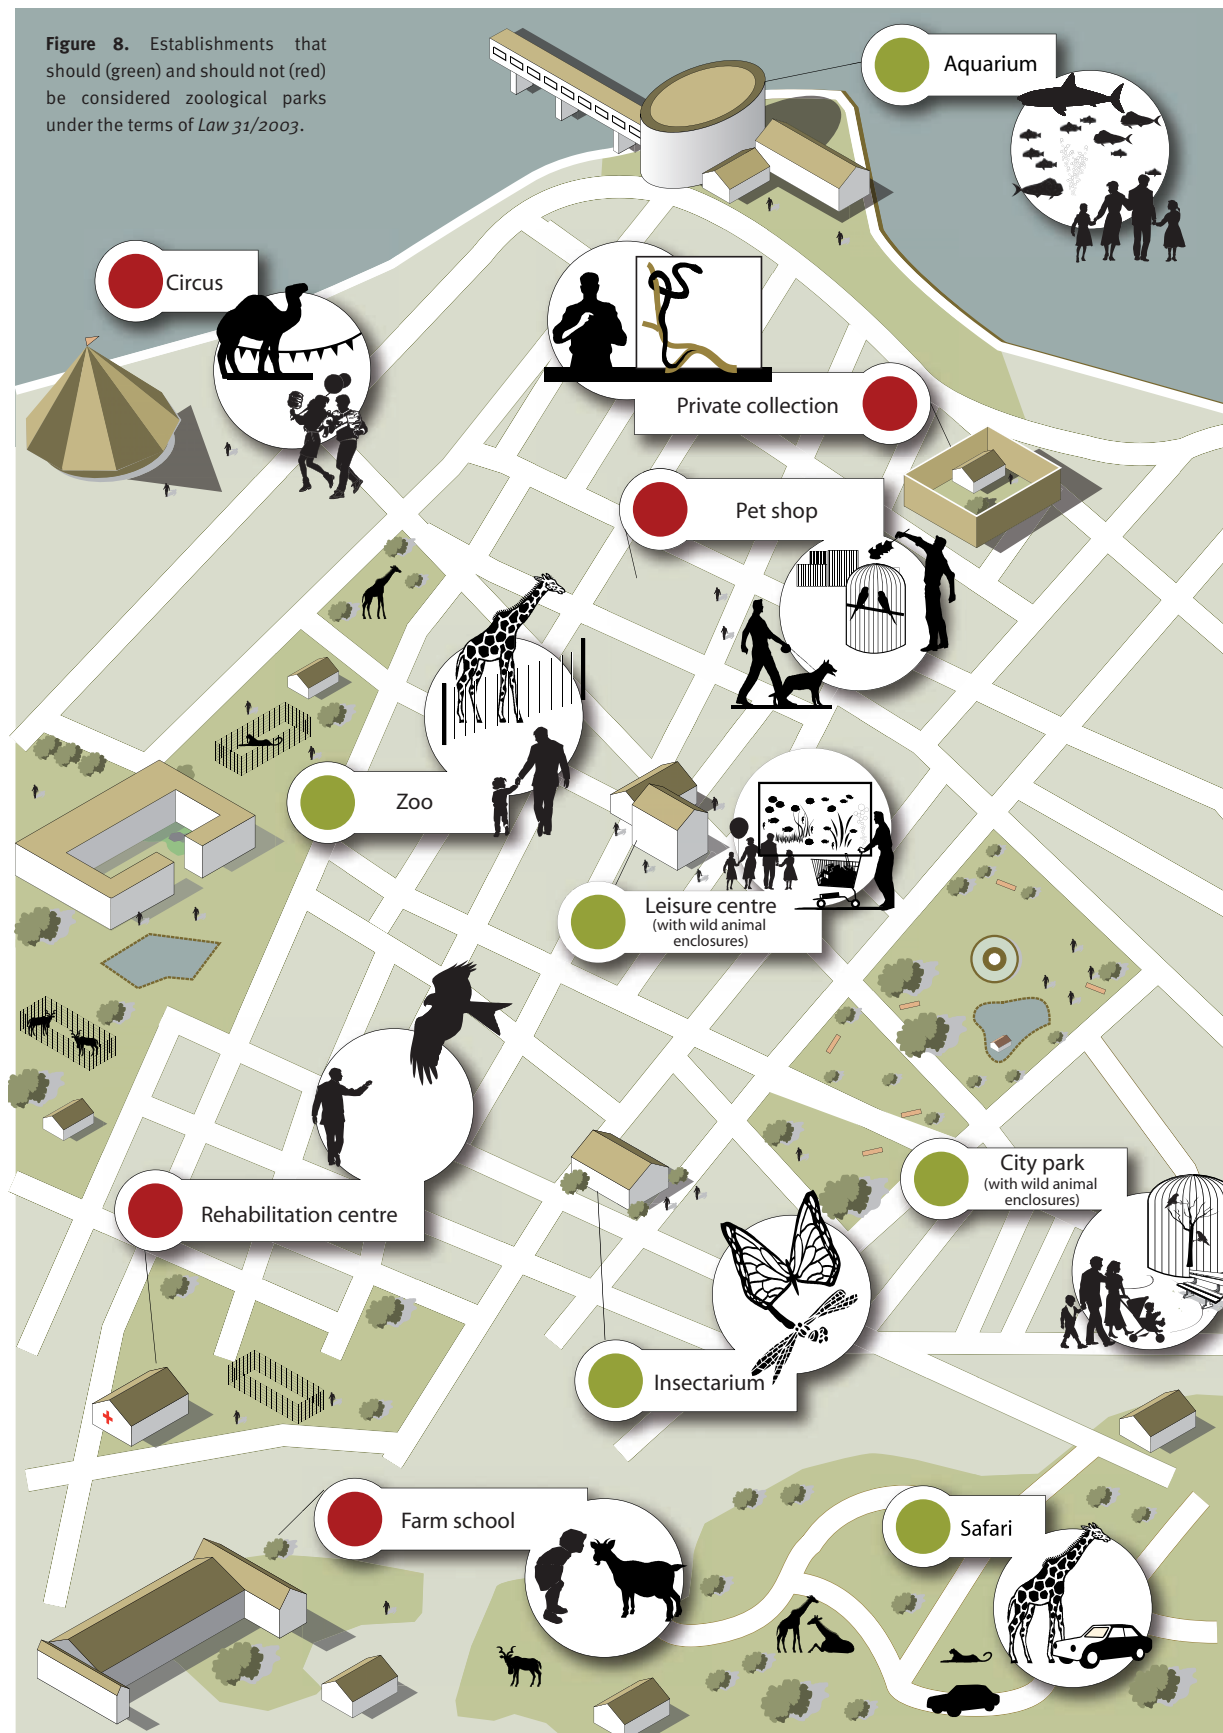 Figure 8. Establishments that
should (green) and should not (red)
be considered zoological parks
under the terms of Law 31/2003.
Aquarium
Circus
Private collection
Pet shop
Zoo
Leisure centre
(with wild animal
enclosures)
City park
(with wild animal
enclosures)
Rehabilitation centre
Insectarium
Farm school
Safari